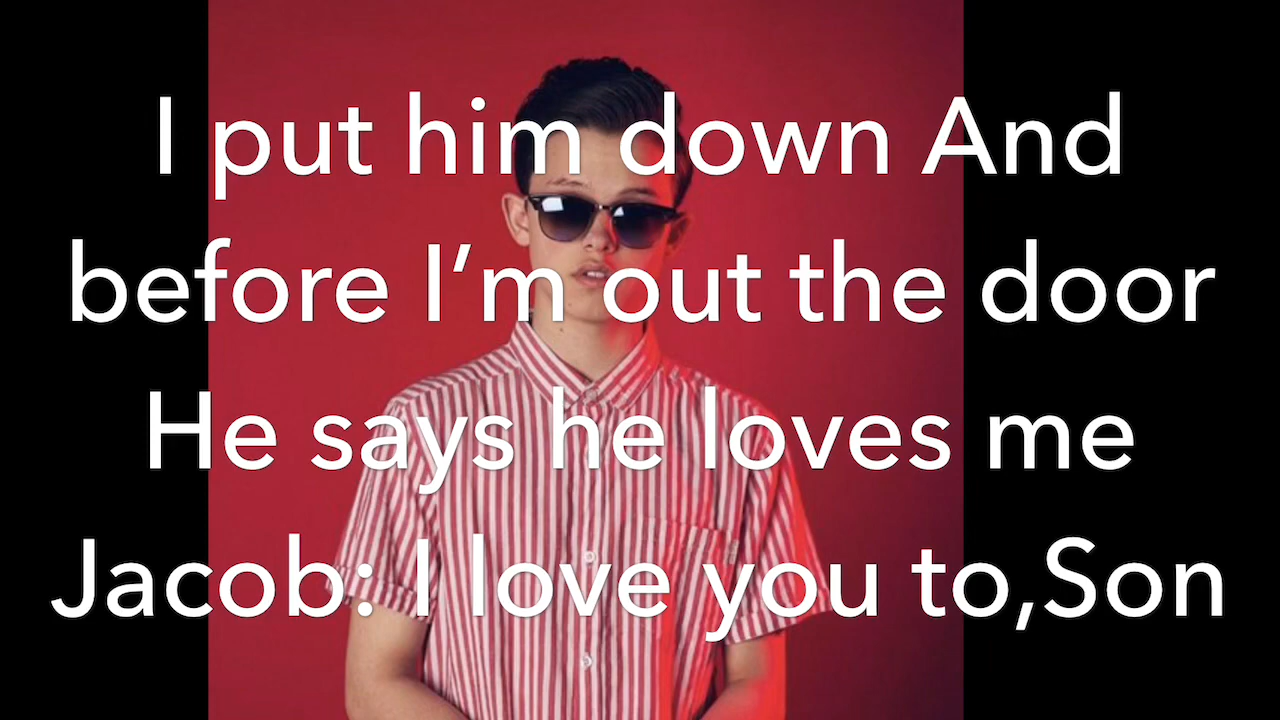 I put him down And
before I’m out the door
He says he loves me
Jacob: I love you to,Son